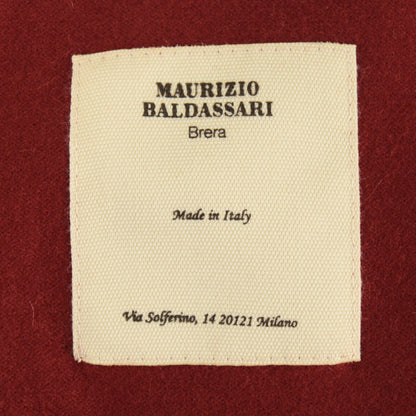 MAURIZIO
BALDASSARI
Brera
Made in Italy
Via Solferino, 14 20121 Milano